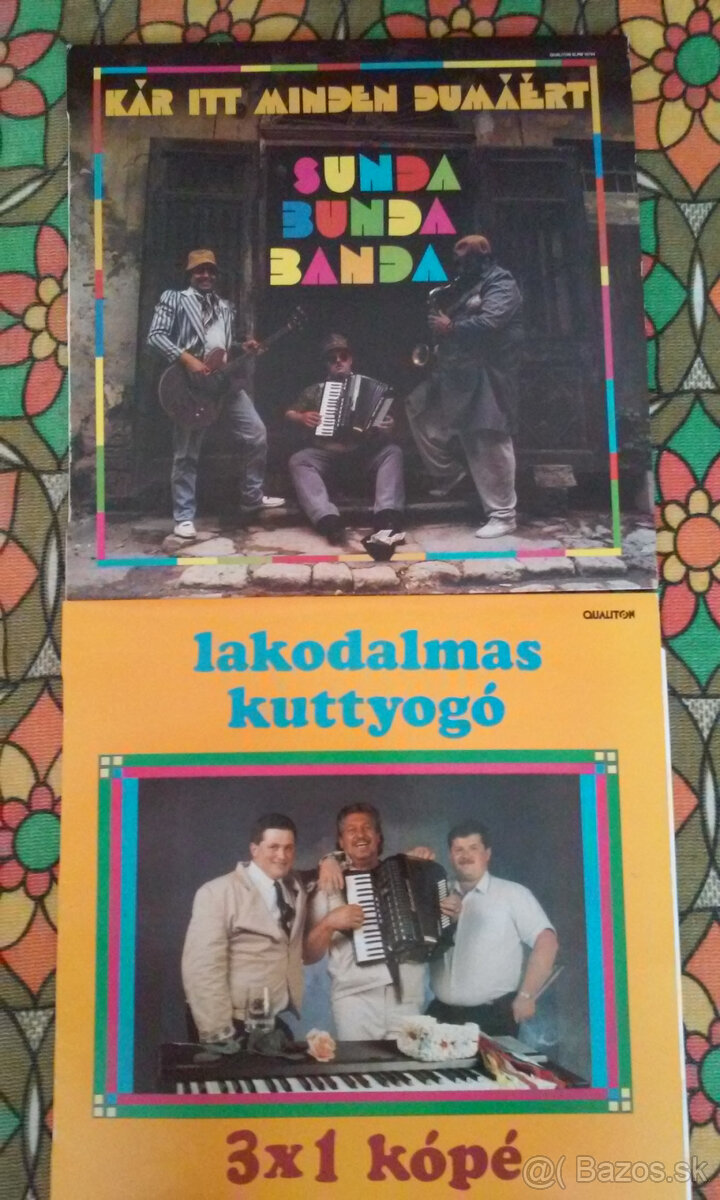 KÁR ITT MINDEN DUMÁÉRT
SUNDA
BUNDA
BANDA
QUALITON
lakodalmas
kuttyogó
3x1 kópé
@( Bazos.sk